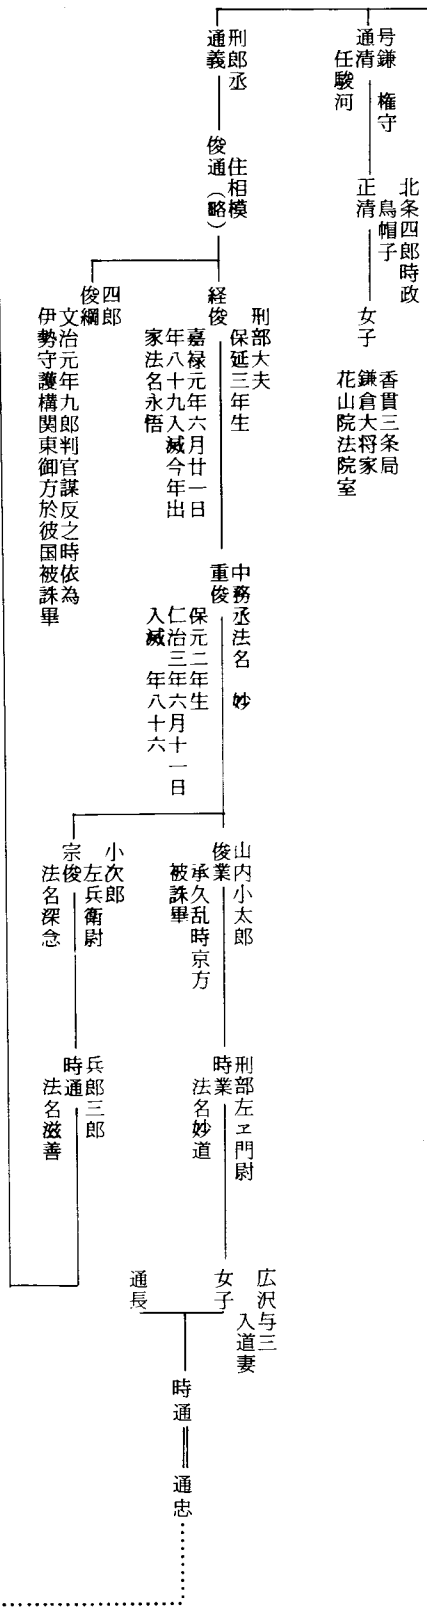 号鎌　権守
通清
任駿河
北条四郎時政
烏帽子
正清
女子
香貫三条局
鎌倉大将家
花山院法院室
刑郎丞
通義
住相模
俊通（略）
刑部大夫
経俊
保延三年生
嘉禄元年六月廿一日
年八十九入滅今年出
家法名永悟
四郎
俊綱
文治元年九郎判官謀反之時依為
伊勢守護構関東御方於彼国被誅畢
中務丞法名　妙
重俊
保元二年生
仁治三年六月十一日
入滅　年八十六
山内小太郎
俊業
承久乱時京方
被誅畢
小次郎
左兵衛尉
宗俊
法名深念
刑部左ヱ門尉
時業
法名妙道
兵郎三郎
時通
法名滋善
広沢与三
入道妻
女子
通長
時通
通忠